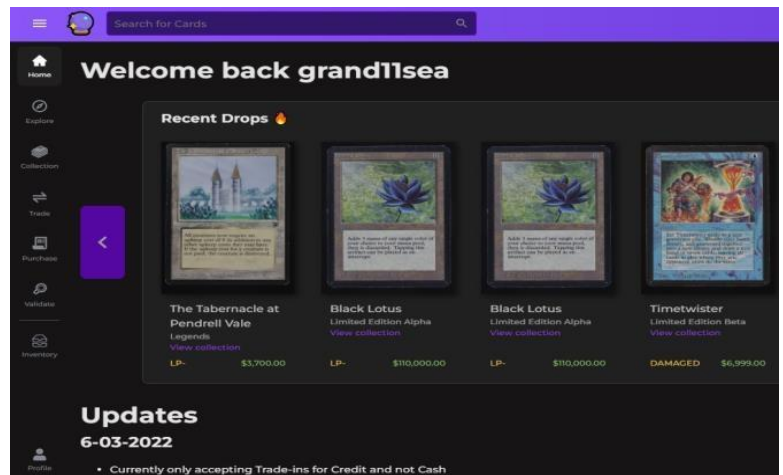 Search for Cards
Home
Explore
Collection
Trade
Purchase
Validate
Inventory
Profile
Welcome back grand11sea
Recent Drops 🔥
The Tabernacle at
Pendrell Vale
Legends
View collection
LP-
$3,700.00
Black Lotus
Limited Edition Alpha
View collection
LP-
$110,000.00
Black Lotus
Limited Edition Alpha
View collection
LP-
$110,000.00
Timetwister
Limited Edition Beta
View collection
DAMAGED
$6,999.00
Updates
6-03-2022
• Currently only accepting Trade-ins for Credit and not Cash